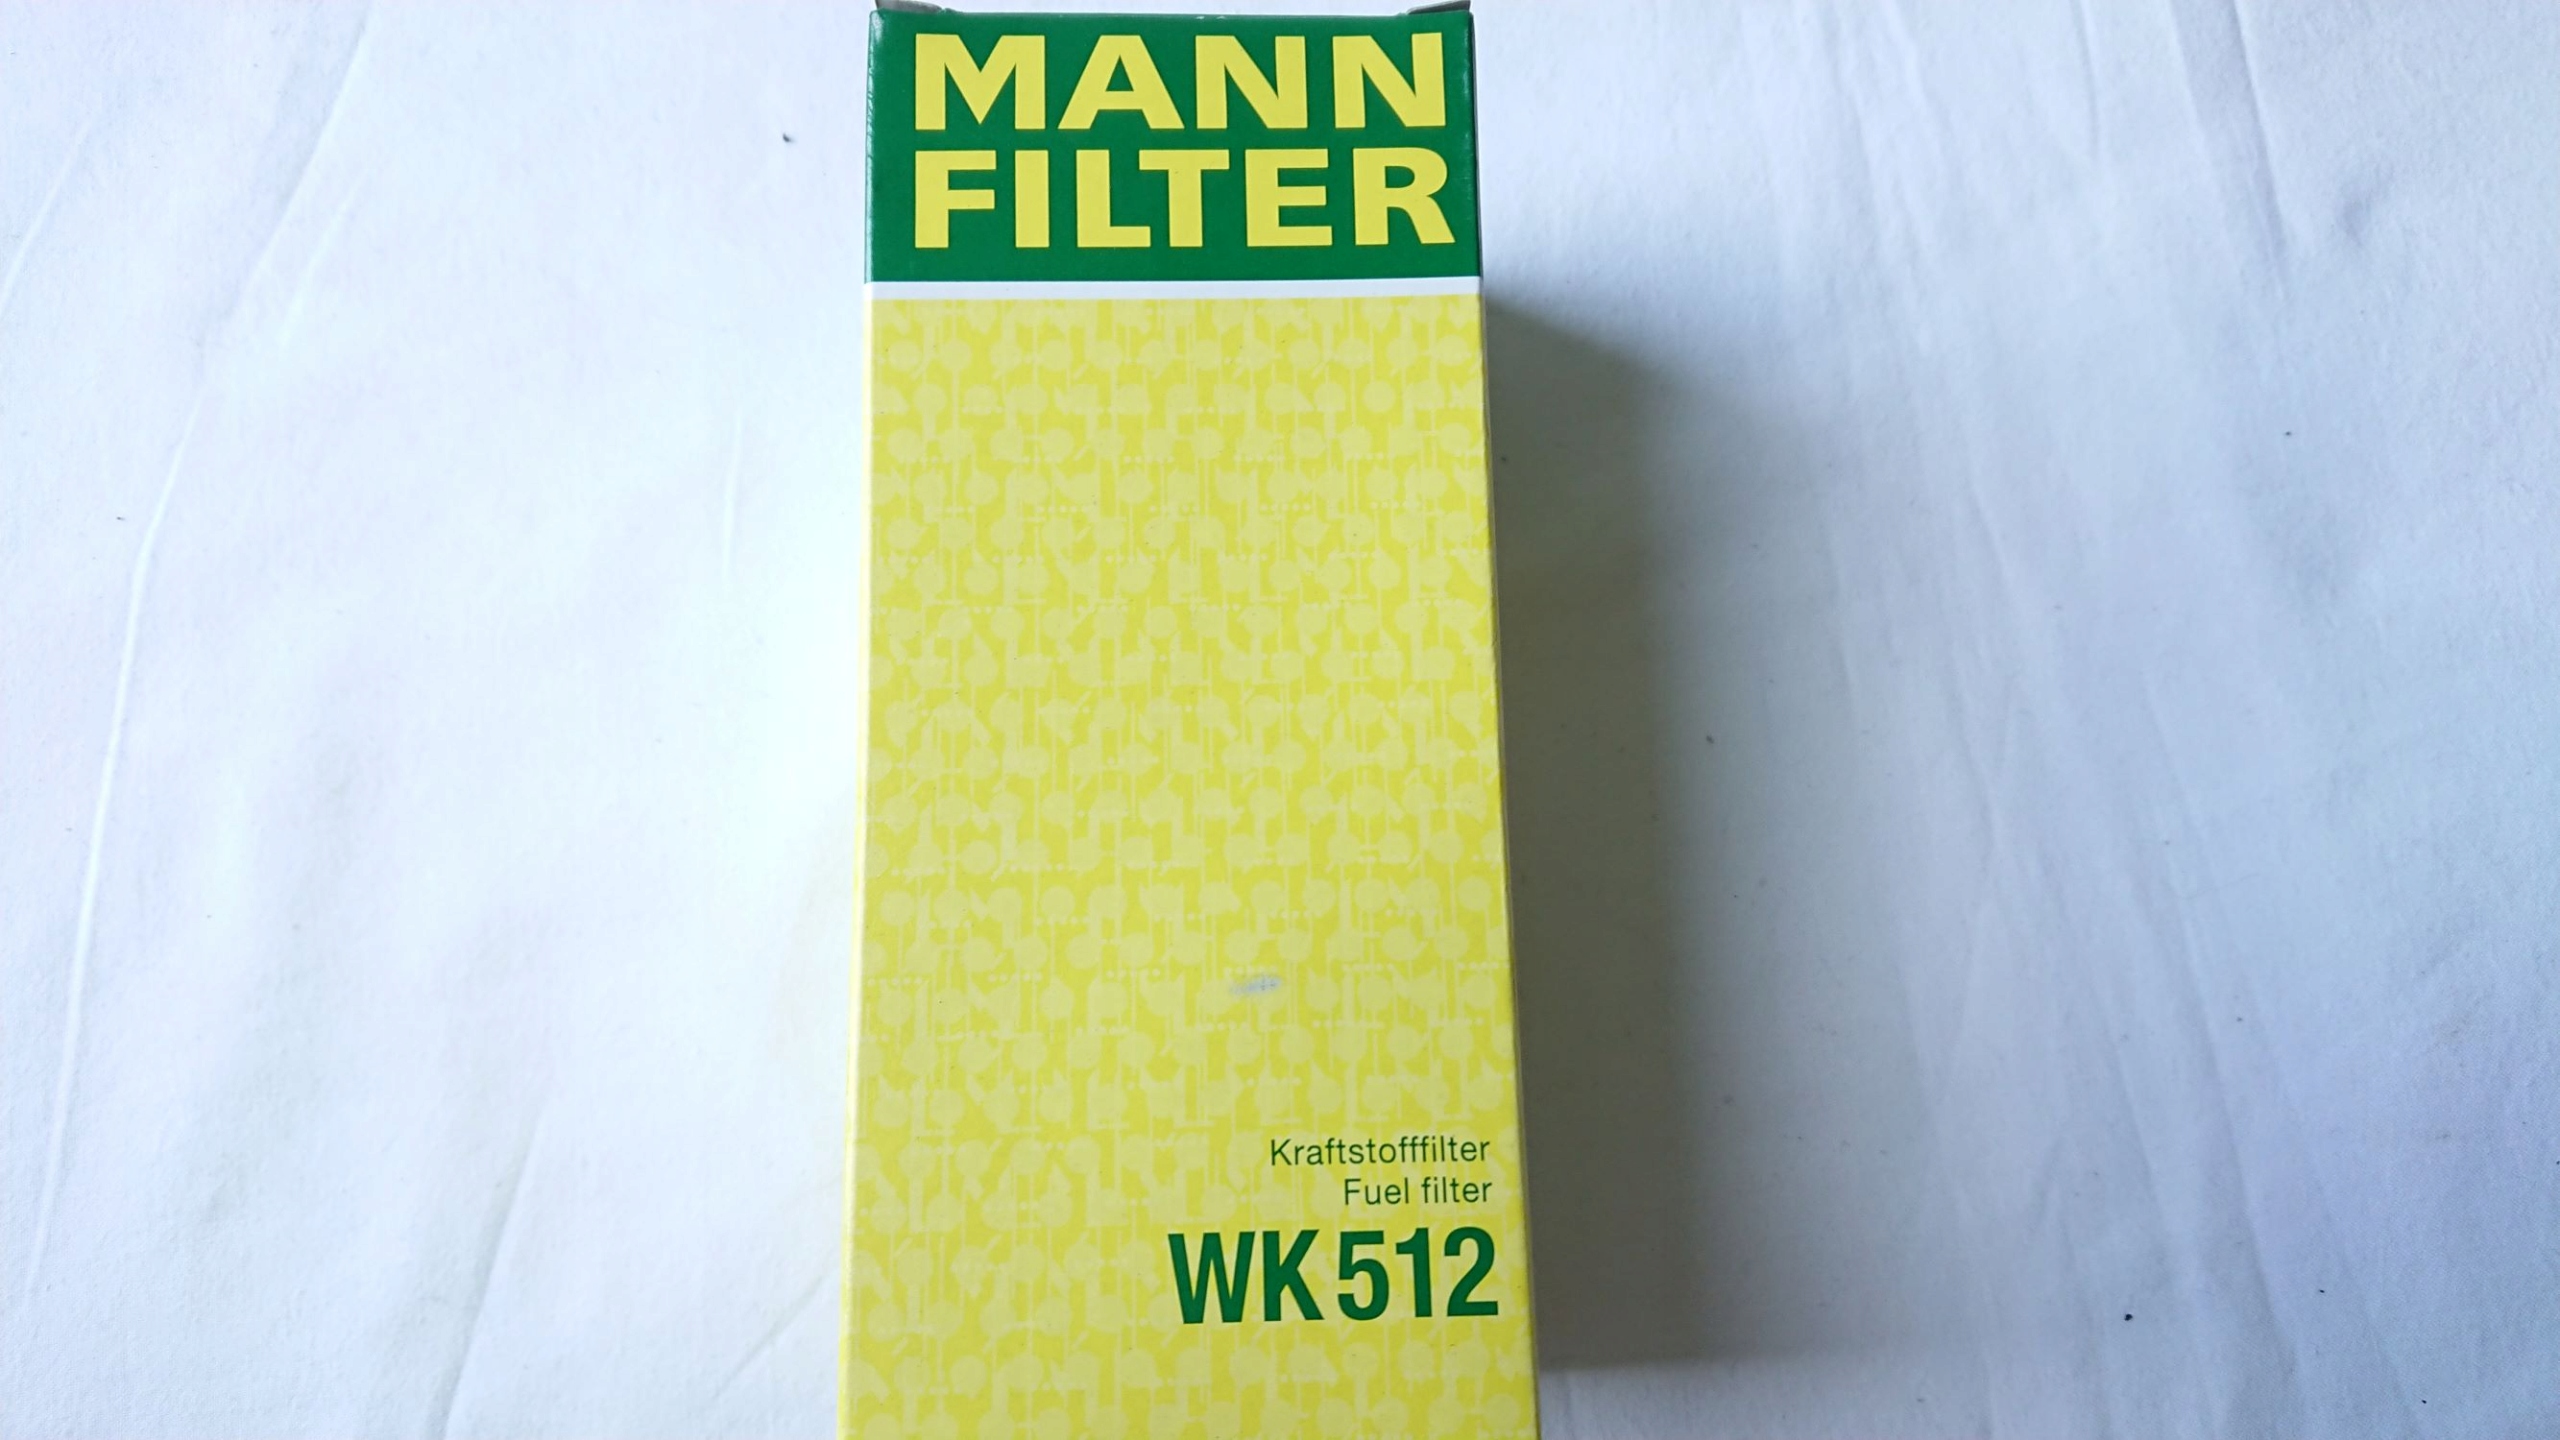 MANN
FILTER
Kraftstofffilter
Fuel filter
WK 512